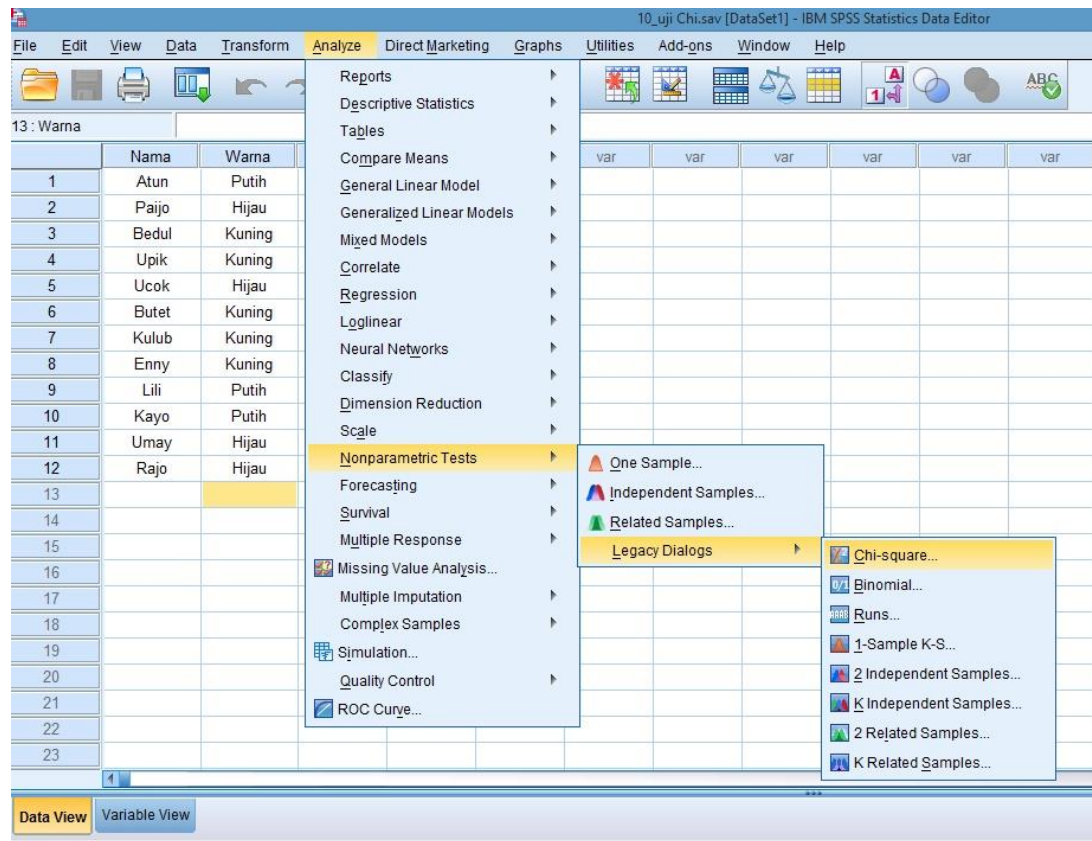 10_uji Chi.sav [DataSet1] - IBM SPSS Statistics Data Editor
File Edit View Data Transform Analyze Direct Marketing Graphs Utilities Add-ons Window Help
A
1
ABC
13 : Warna
Nama Warna var var var var var var
1 Atun Putih
2 Paijo Hijau
3 Bedul Kuning
4 Upik Kuning
5 Ucok Hijau
6 Butet Kuning
7 Kulub Kuning
8 Enny Kuning
9 Lili Putih
10 Kayo Putih
11 Umay Hijau
12 Rajo Hijau
13
14
15
16
17
18
19
20
21
22
23
Reports
Descriptive Statistics
Tables
Compare Means
General Linear Model
Generalized Linear Models
Mixed Models
Correlate
Regression
Loglinear
Neural Networks
Classify
Dimension Reduction
Scale
Nonparametric Tests
Forecasting
Survival
Multiple Response
Missing Value Analysis...
Multiple Imputation
Complex Samples
Simulation...
Quality Control
ROC Curve...
One Sample...
Independent Samples...
Related Samples...
Legacy Dialogs
Chi-square...
0/1 Binomial...
AAAB Runs...
1-Sample K-S...
2 Independent Samples...
K Independent Samples...
2 Related Samples...
K Related Samples...
Data View Variable View